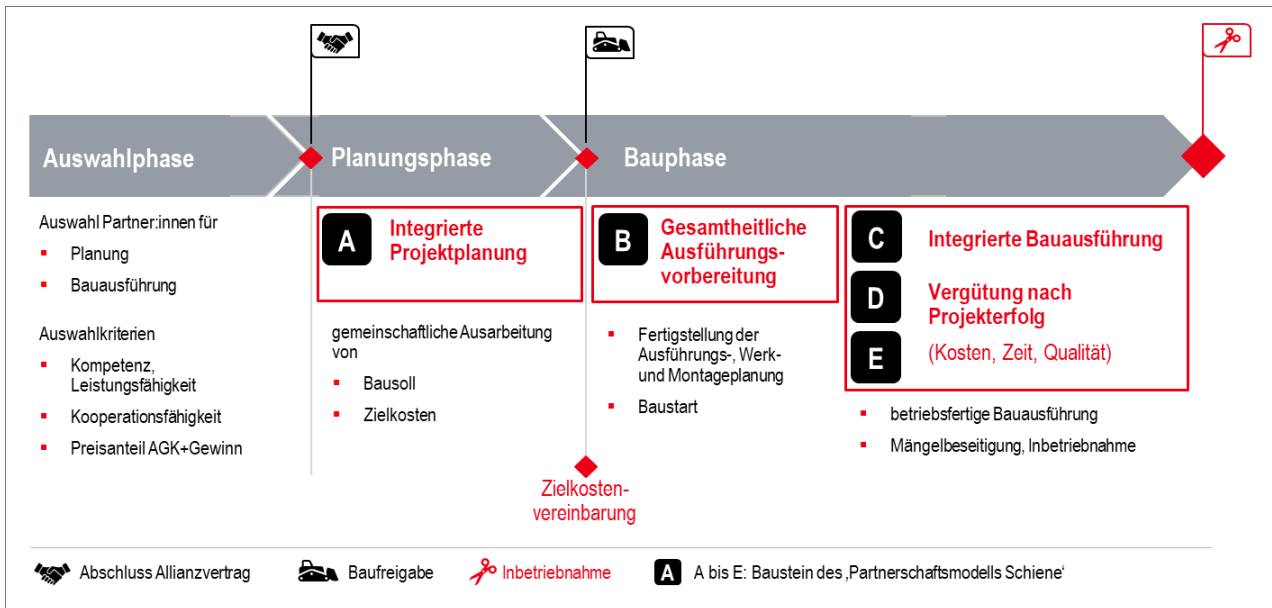 Auswahlphase
Planungsphase
Bauphase
Auswahl Partner:innen für
Planung
Bauausführung
Auswahlkriterien
Kompetenz,
Leistungsfähigkeit
Kooperationsfähigkeit
Preisanteil AGK+Gewinn
A
Integrierte
Projektplanung
gemeinschaftliche Ausarbeitung
von
Bausoll
Zielkosten
B
Gesamtheitliche
Ausführungs-
vorbereitung
Fertigstellung der
Ausführungs-, Werk-
und Montageplanung
Baustart
Zielkosten-
vereinbarung
C
Integrierte Bauausführung
D
Vergütung nach
Projekterfolg
E
(Kosten, Zeit, Qualität)
betriebsfertige Bauausführung
Mängelbeseitigung, Inbetriebnahme
Abschluss Allianzvertrag
Baufreigabe
Inbetriebnahme
A
A bis E: Baustein des ‚Partnerschaftsmodells Schiene‘